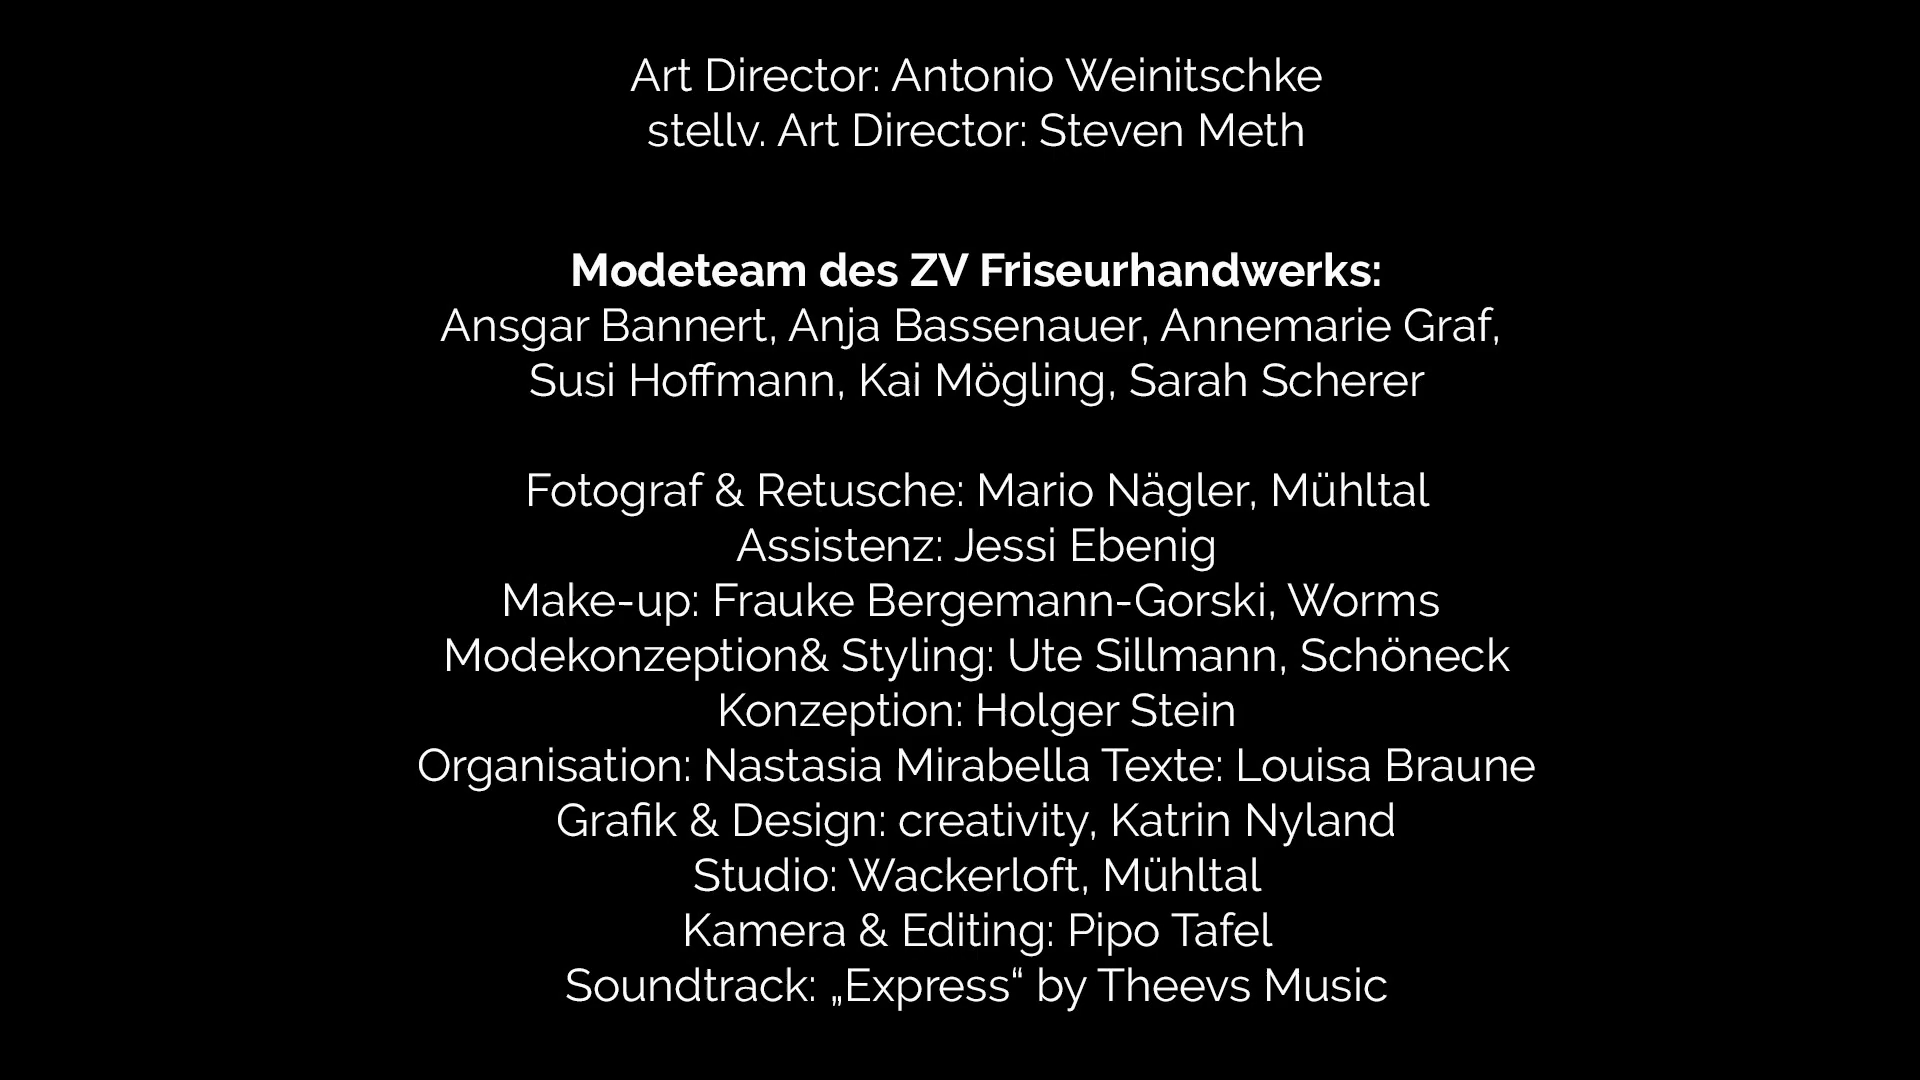 Art Director: Antonio Weinitschke
stellv. Art Director: Steven Meth
Modeteam des ZV Friseurhandwerks:
Ansgar Bannert, Anja Bassenauer, Annemarie Graf,
Susi Hoffmann, Kai Mögling, Sarah Scherer
Fotograf & Retusche: Mario Nägler, Mühltal
Assistenz: Jessi Ebenig
Make-up: Frauke Bergemann-Gorski, Worms
Modekonzeption& Styling: Ute Sillmann, Schöneck
Konzeption: Holger Stein
Organisation: Nastasia Mirabella Texte: Louisa Braune
Grafik & Design: creativity, Katrin Nyland
Studio: Wackerloft, Mühltal
Kamera & Editing: Pipo Tafel
Soundtrack: „Express“ by Theevs Music